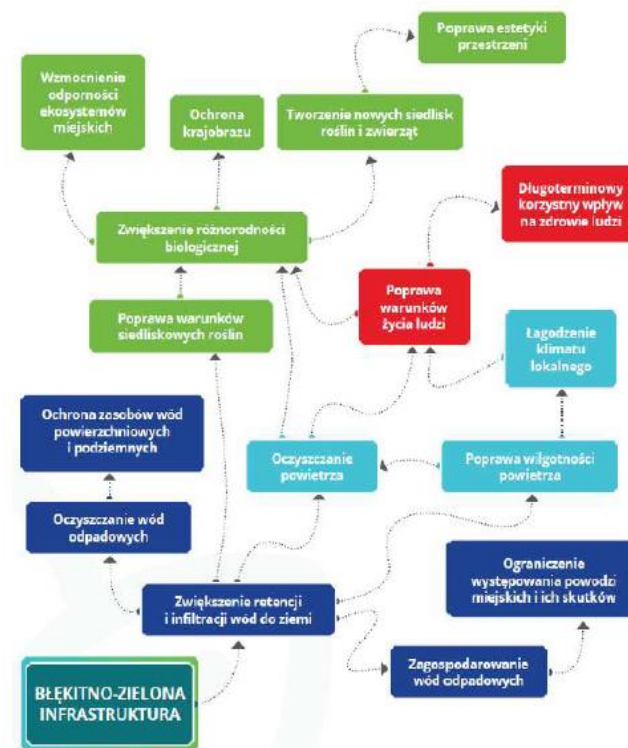 Poprawa estetyki
przestrzeni
Wzmocnienie
odporności
ekosystemów
miejskich
Ochrona
krajobrazu
Tworzenie nowych siedlisk
roślin i zwierząt
Długoterminowy
korzystny wpływ
na zdrowie ludzi
Zwiększenie różnorodności
biologicznej
Poprawa
warunków
życia ludzi
Poprawa warunków
siedliskowych roślin
Łagodzenie
klimatu
lokalnego
Ochrona zasobów wód
powierzchniowych
i podziemnych
Oczyszczanie
powietrza
Poprawa wilgotności
powietrza
Oczyszczanie wód
odpadowych
Ograniczenie
występowania powodzi
miejskich i ich skutków
Zwiększenie retencji
i infiltracji wód do ziemi
Zagospodarowanie
wód odpadowych
BŁĘKITNO-ZIELONA
INFRASTRUKTURA